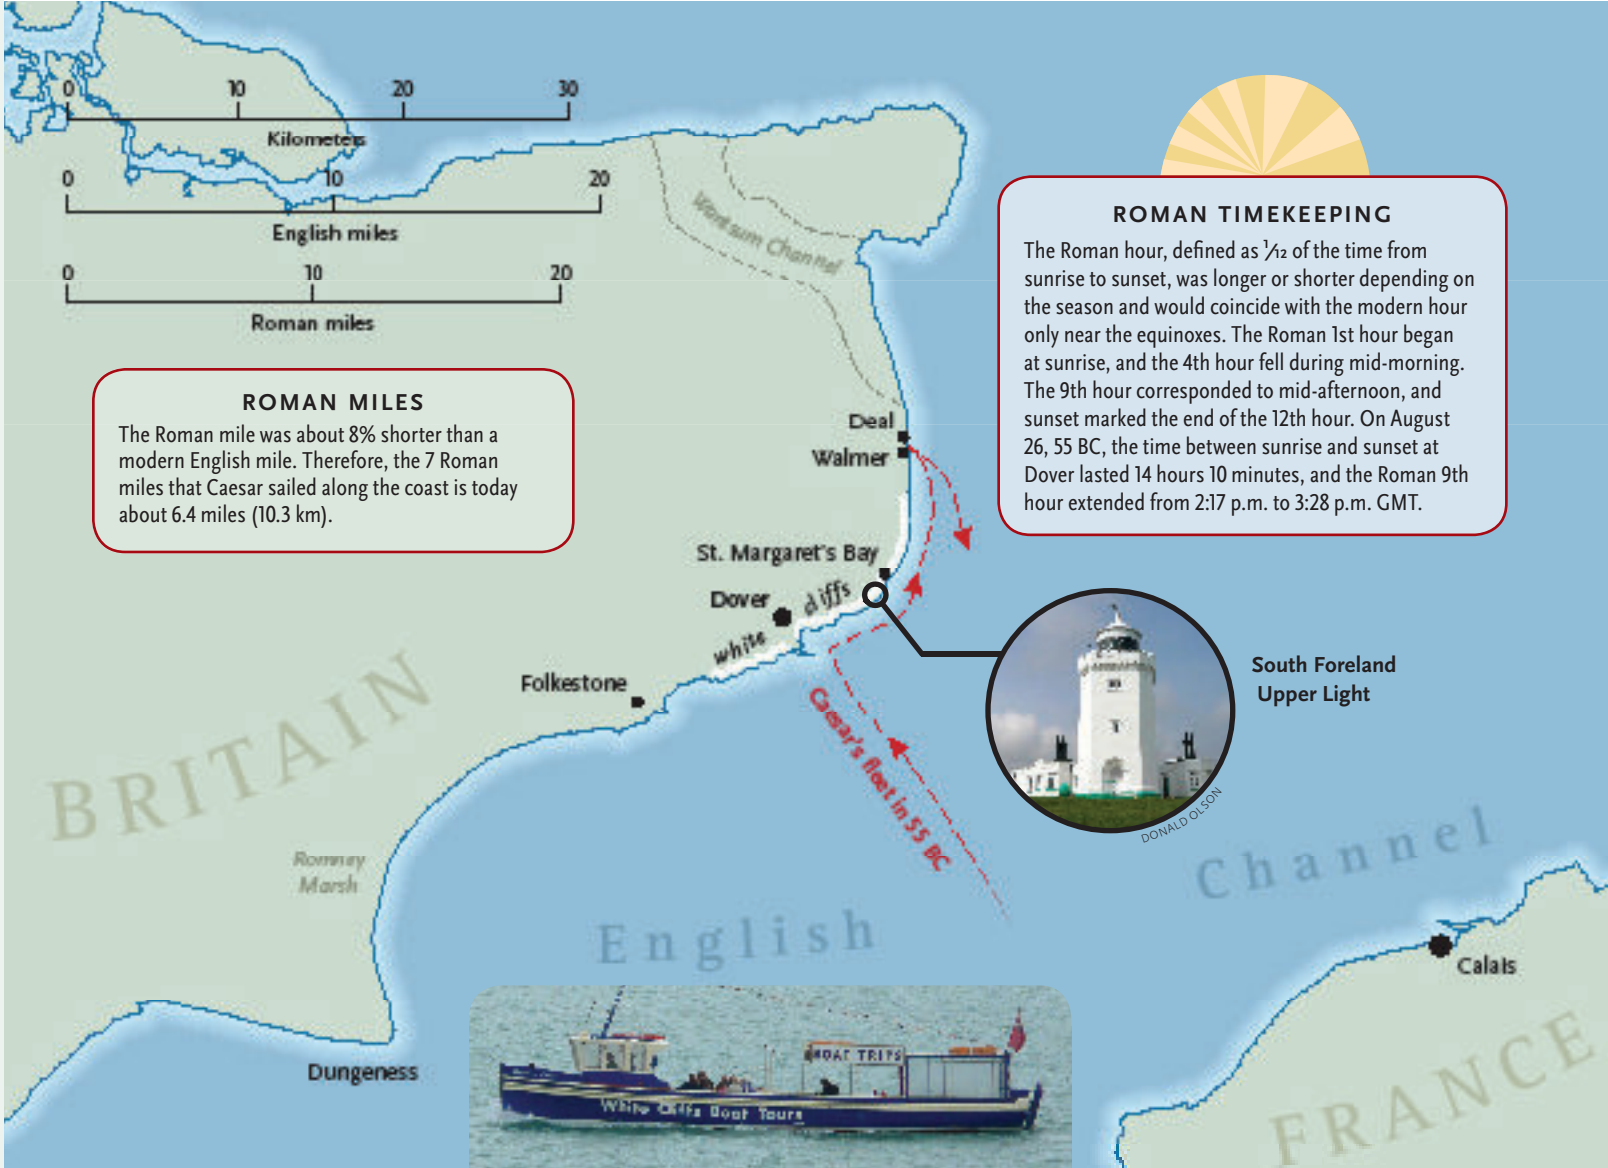 0 10 20 30
Kilometers
0 10 20
English miles
0 10 20
Roman miles
ROMAN MILES
The Roman mile was about 8% shorter than a
modern English mile. Therefore, the 7 Roman
miles that Caesar sailed along the coast is today
about 6.4 miles (10.3 km).
Wantsum Channel
ROMAN TIMEKEEPING
The Roman hour, defined as ¹⁄₁₂ of the time from
sunrise to sunset, was longer or shorter depending on
the season and would coincide with the modern hour
only near the equinoxes. The Roman 1st hour began
at sunrise, and the 4th hour fell during mid-morning.
The 9th hour corresponded to mid-afternoon, and
sunset marked the end of the 12th hour. On August
26, 55 BC, the time between sunrise and sunset at
Dover lasted 14 hours 10 minutes, and the Roman 9th
hour extended from 2:17 p.m. to 3:28 p.m. GMT.
Deal
Walmer
St. Margaret's Bay
Dover
white cliffs
Folkestone
South Foreland
Upper Light
DONALD OLSON
Caesar's fleet in 55 BC
BRITAIN
Romney
Marsh
English Channel
Calais
Dungeness
FRANCE
BOAT TRIPS
White Cliffs Boat Tours